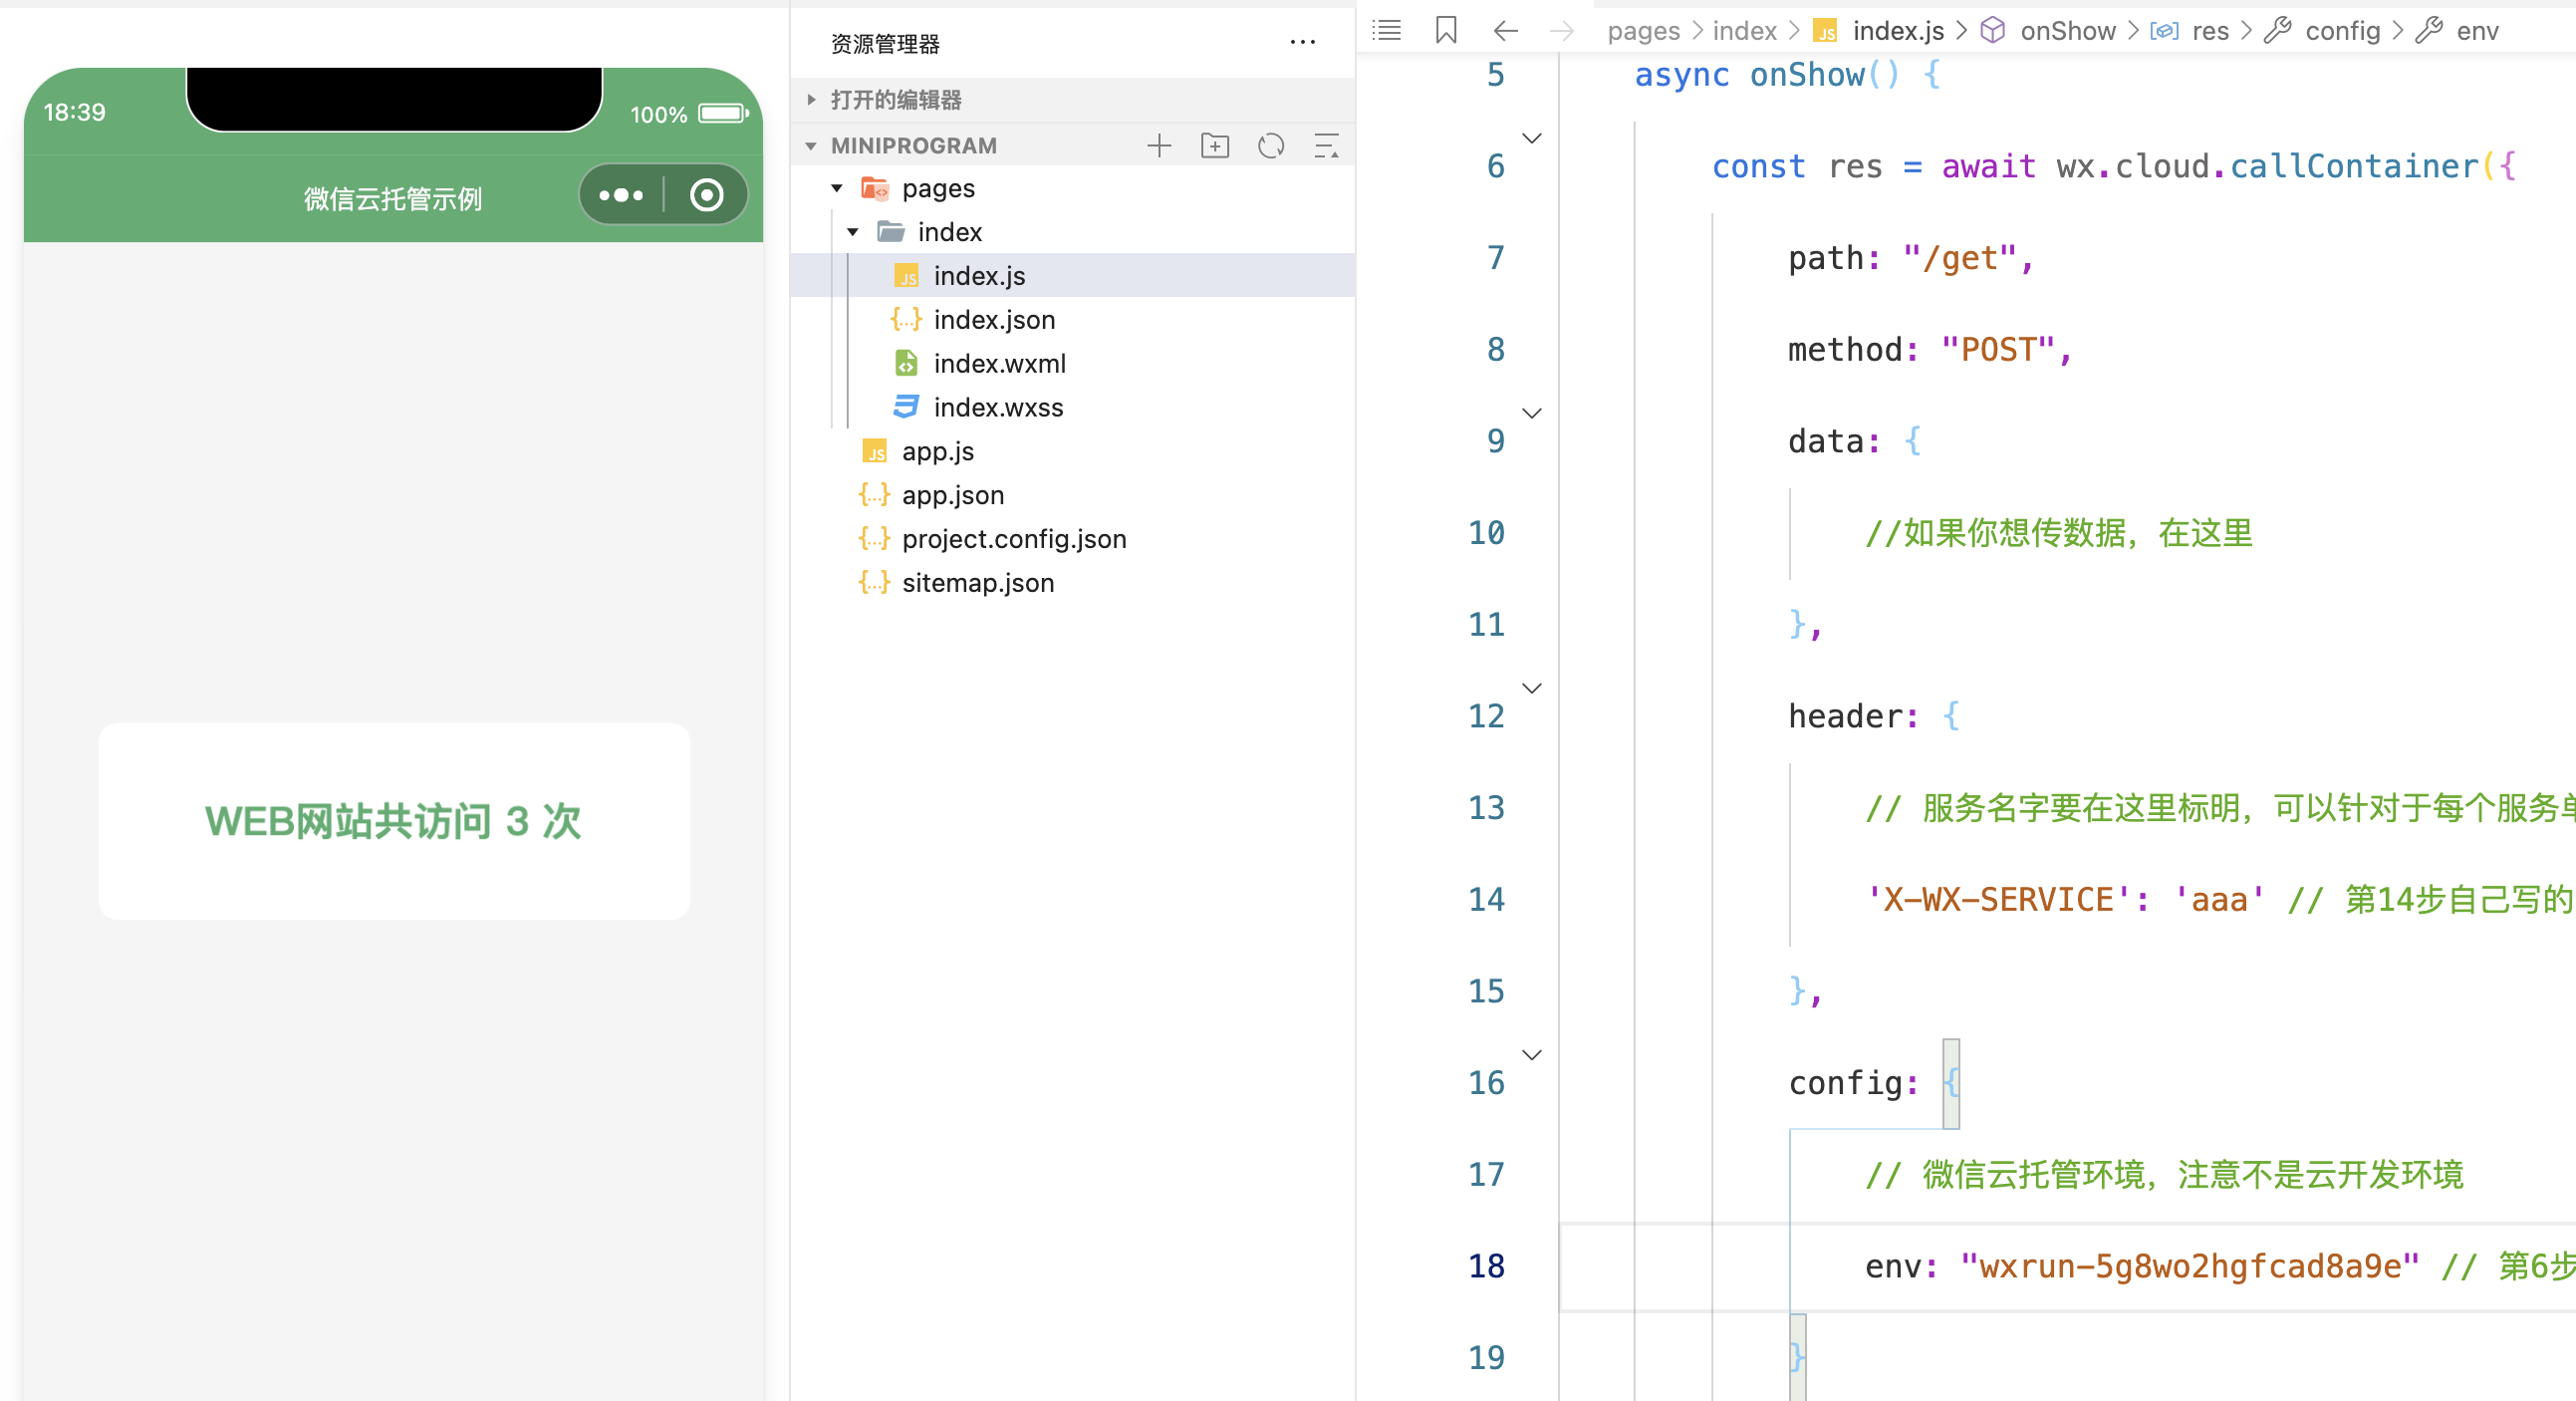 18:39
100%
微信云托管示例
WEB网站共访问 3 次
资源管理器
打开的编辑器
MINIPROGRAM
pages
index
JS index.js
{...} index.json
index.wxml
index.wxss
JS app.js
{...} app.json
{...} project.config.json
{...} sitemap.json
pages > index > JS index.js > onShow > res > config > env
5 async onShow() {
6 const res = await wx.cloud.callContainer({
7 path: "/get",
8 method: "POST",
9 data: {
10 //如果你想传数据，在这里
11 },
12 header: {
13 // 服务名字要在这里标明，可以针对于每个服务单
14 'X-WX-SERVICE': 'aaa' // 第14步自己写的
15 },
16 config: {
17 // 微信云托管环境，注意不是云开发环境
18 env: "wxrun-5g8wo2hgfcad8a9e" // 第6步
19 }